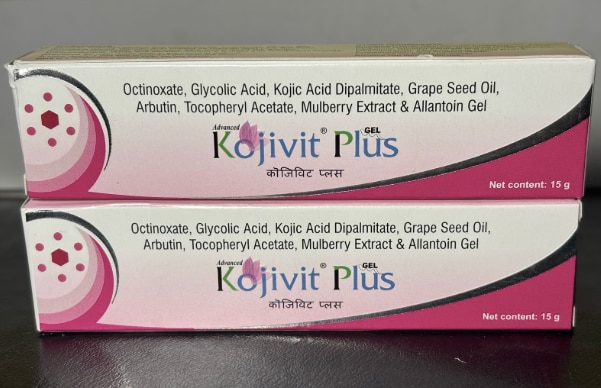 Octinoxate, Glycolic Acid, Kojic Acid Dipalmitate, Grape Seed Oil,
Arbutin, Tocopheryl Acetate, Mulberry Extract & Allantoin Gel
Advanced
Kojivit® Plus GEL
कोजिविट प्लस
Net content: 15 g
Octinoxate, Glycolic Acid, Kojic Acid Dipalmitate, Grape Seed Oil,
Arbutin, Tocopheryl Acetate, Mulberry Extract & Allantoin Gel
Advanced
Kojivit® Plus GEL
कोजिविट प्लस
Net content: 15 g